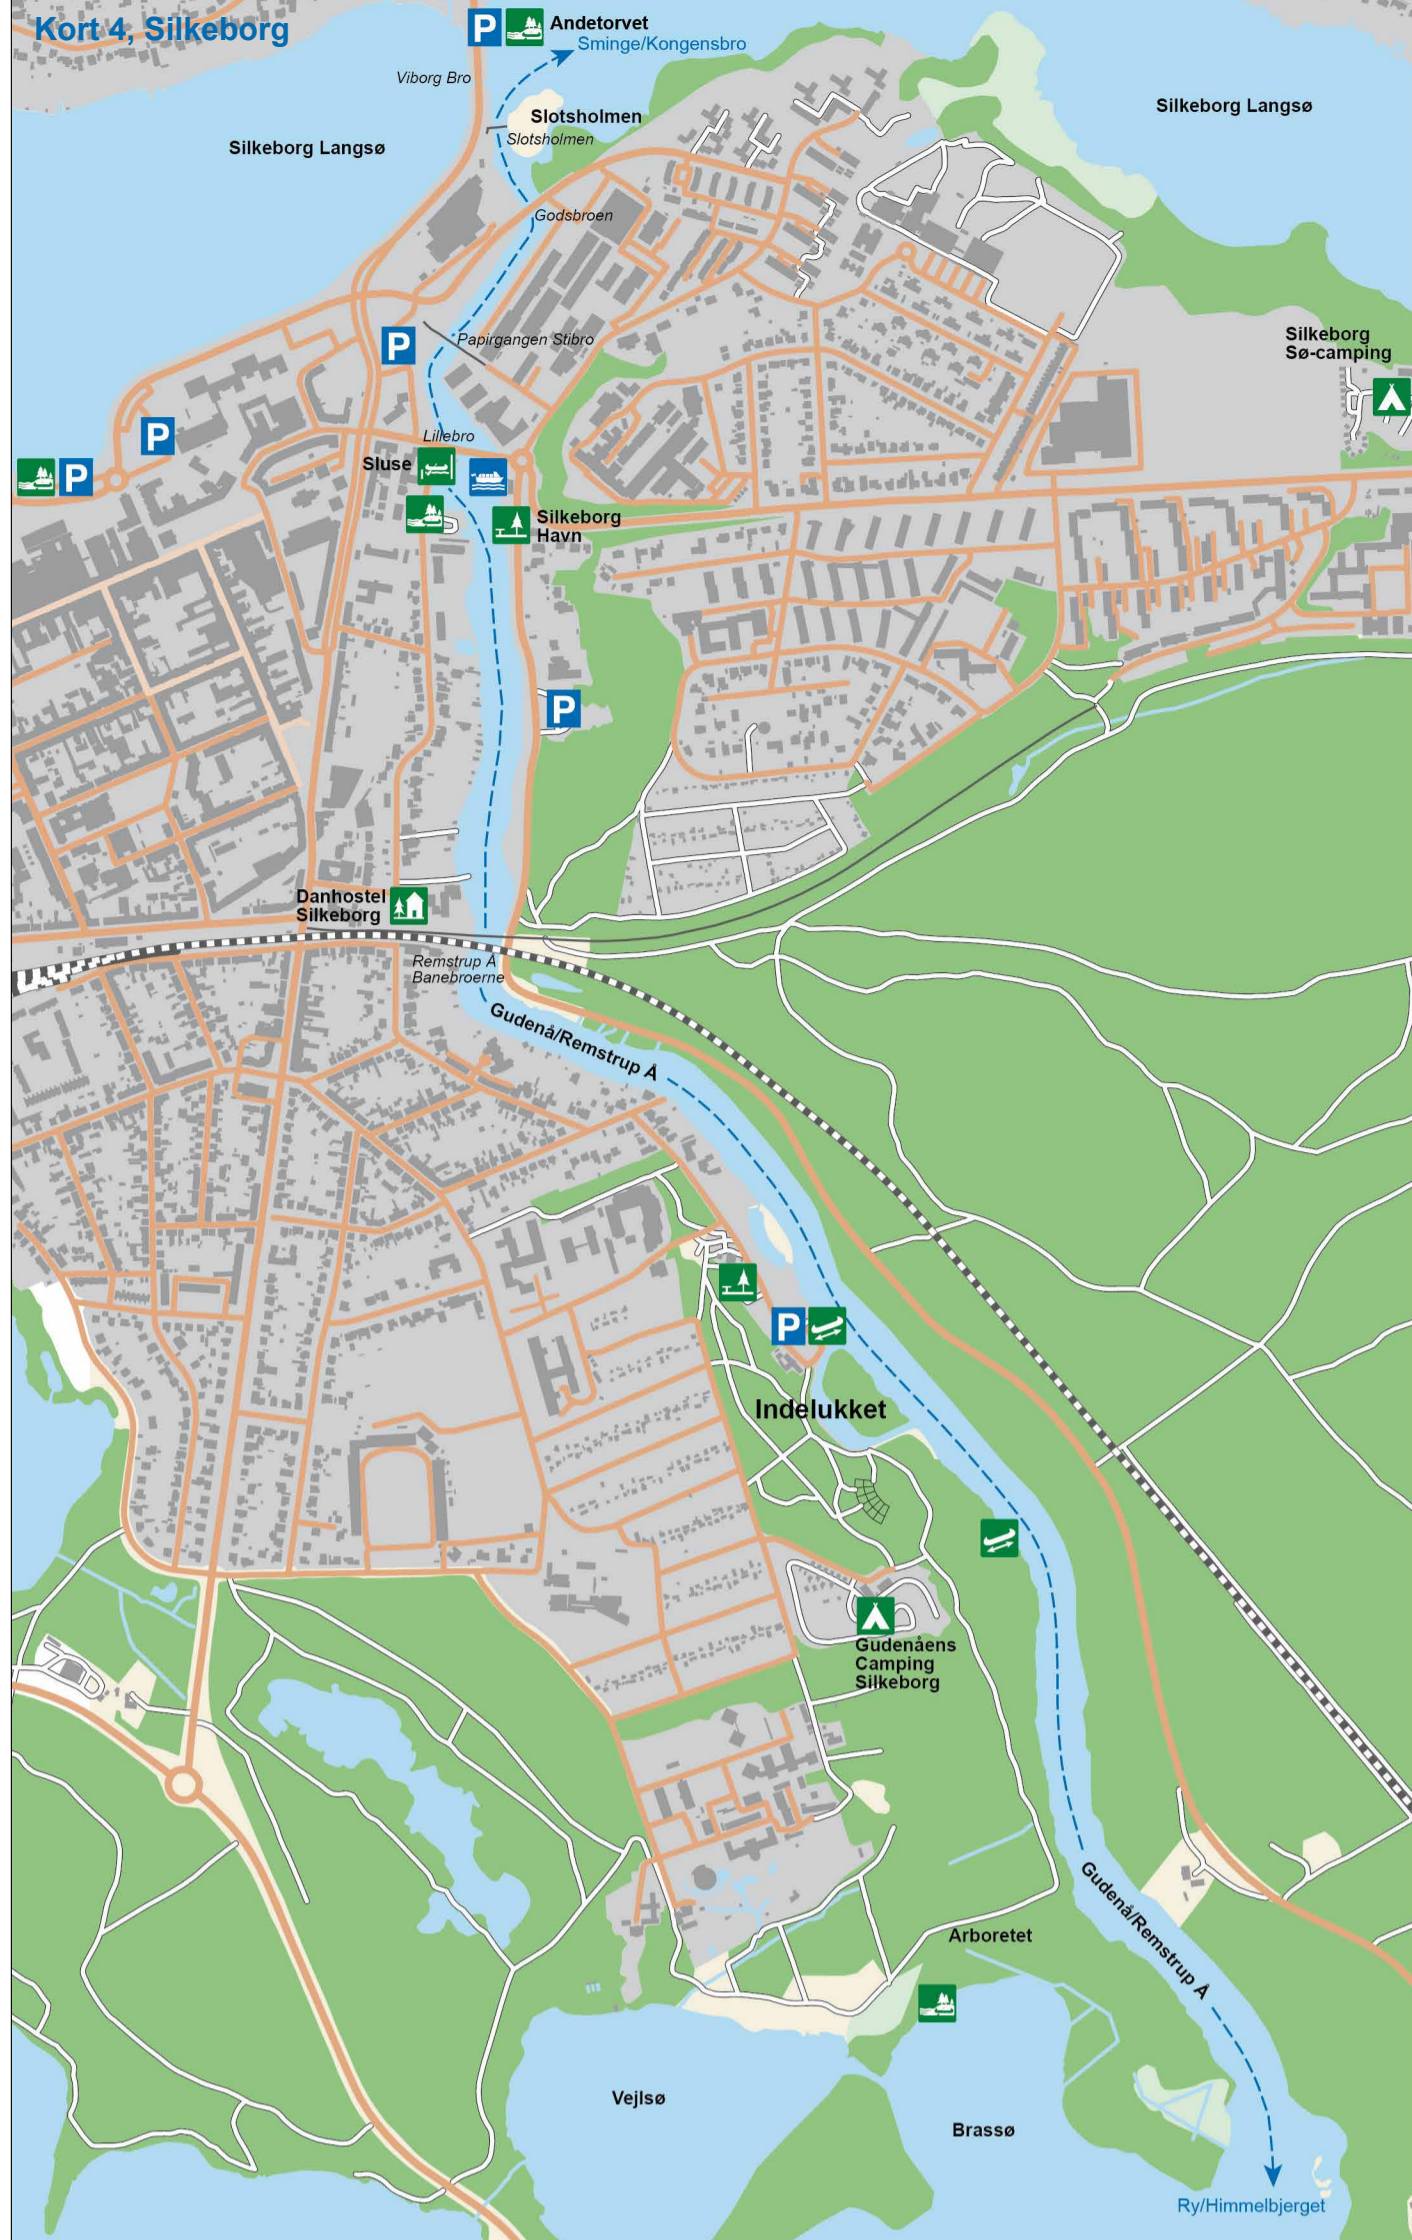 Kort 4, Silkeborg
P
Andetorvet
Sminge/Kongensbro
Viborg Bro
Slotsholmen
Slotsholmen
Silkeborg Langsø
Silkeborg Langsø
Godsbroen
Papirgangen Stibro
P
Silkeborg
Sø-camping
P
Lillebro
Sluse
P
Silkeborg
Havn
P
Danhostel
Silkeborg
Remstrup Å
Banebroerne
Gudenå/Remstrup Å
P
Indelukket
Gudenåens
Camping
Silkeborg
Gudenå/Remstrup Å
Arboretet
Vejlsø
Brassø
Ry/Himmelbjerget